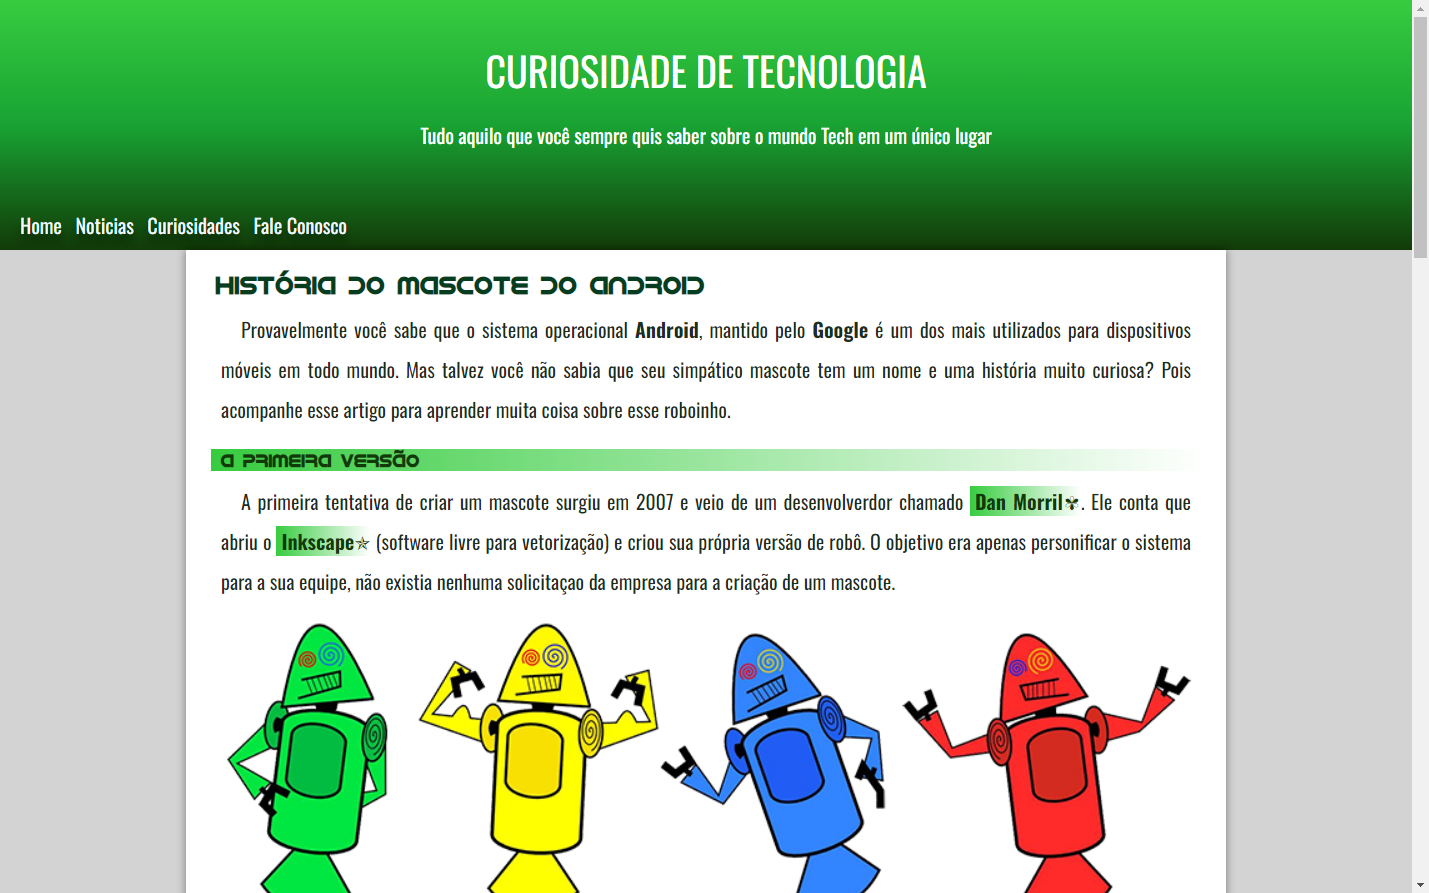 CURIOSIDADE DE TECNOLOGIA
Tudo aquilo que você sempre quis saber sobre o mundo Tech em um único lugar
Home Noticias Curiosidades Fale Conosco
HISTÓRIA DO MASCOTE DO ANDROID
Provavelmente você sabe que o sistema operacional Android, mantido pelo Google é um dos mais utilizados para dispositivos
móveis em todo mundo. Mas talvez você não sabia que seu simpático mascote tem um nome e uma história muito curiosa? Pois
acompanhe esse artigo para aprender muita coisa sobre esse roboinho.
A PRIMEIRA VERSÃO
A primeira tentativa de criar um mascote surgiu em 2007 e veio de um desenvolverdor chamado Dan Morril. Ele conta que
abriu o Inkscape (software livre para vetorização) e criou sua própria versão de robô. O objetivo era apenas personificar o sistema
para a sua equipe, não existia nenhuma solicitaçao da empresa para a criação de um mascote.